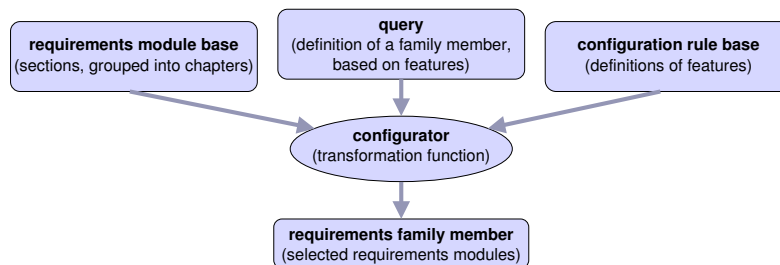 requirements module base
(sections, grouped into chapters)
query
(definition of a family member,
based on features)
configuration rule base
(definitions of features)
configurator
(transformation function)
requirements family member
(selected requirements modules)